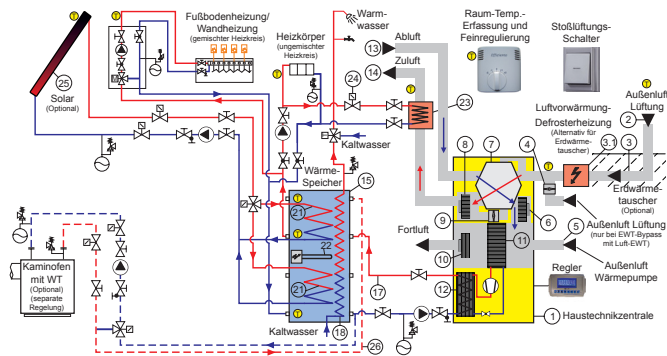 Fußbodenheizung/
Wandheizung
(gemischter Heizkreis)
Heizkörper
(ungemischter
Heizkreis)
Warm-
wasser
Raum-Temp.-
Erfassung und
Feinregulierung
Stoßlüftungs-
Schalter
Abluft
13
Zuluft
14
T
T
T
T
T
T
25
Solar
(Optional)
24
23
Luftvorwärmung-
Defrosterheizung
(Alternativ für
Erdwärme-
tauscher)
Außenluft
Lüftung
2
3.1
3
4
Kaltwasser
Erdwärme-
tauscher
(Optional)
8
7
T
Wärme-
Speicher
15
9
6
Außenluft Lüftung
(nur bei EWT-Bypass
mit Luft-EWT)
21
T
T
22
Fortluft
10
11
5
Außenluft
Wärmepumpe
Kaminofen
mit WT
(Optional)
(separate
Regelung)
21
12
17
Regler
T
Kaltwasser
18
26
1
Haustechnikzentrale